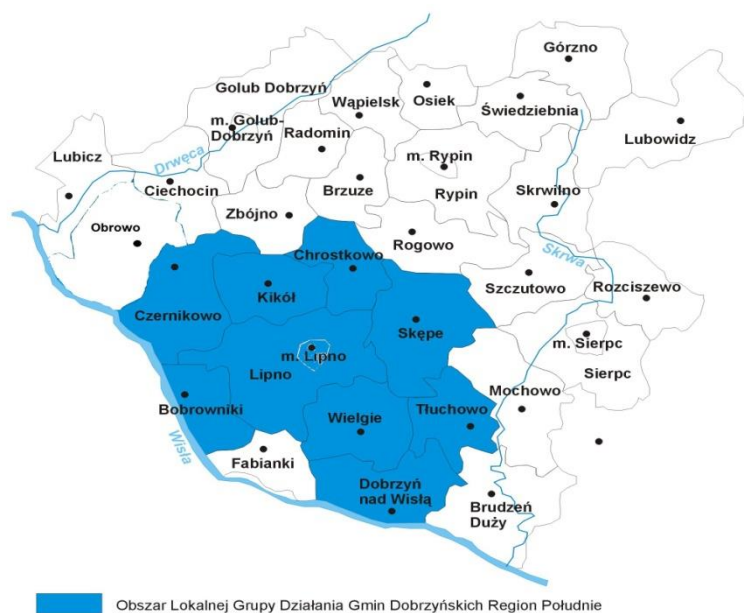 Górzno
Golub Dobrzyń
Wąpielsk
Osiek
Świedziebnia
m. Golub-
Dobrzyń
Radomin
Lubowidz
Lubicz
Drwęca
m. Rypin
Ciechocin
Brzuze
Rypin
Skrwilno
Zbójno
Obrowo
Rogowo
Chrostkowo
Skrwa
Kikół
Szczutowo
Rozciszewo
Czernikowo
Skępe
m. Sierpc
m. Lipno
Lipno
Sierpc
Mochowo
Bobrowniki
Wielgie
Tłuchowo
Wisła
Fabianki
Dobrzyń
nad Wisłą
Brudzeń
Duży
Obszar Lokalnej Grupy Działania Gmin Dobrzyńskich Region Południe